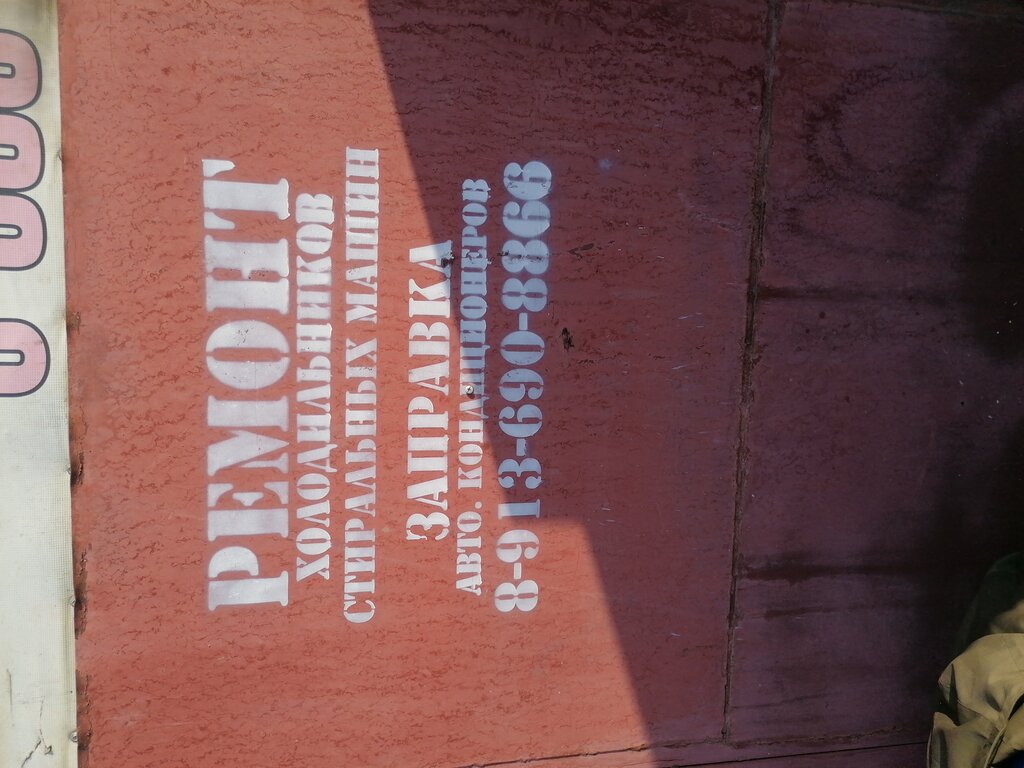 РЕМОНТ
ХОЛОДИЛЬНИКОВ
СТИРАЛЬНЫХ МАШИН
ЗАПРАВКА
АВТО. КОНДИЦИОНЕРОВ
8-913-690-8866